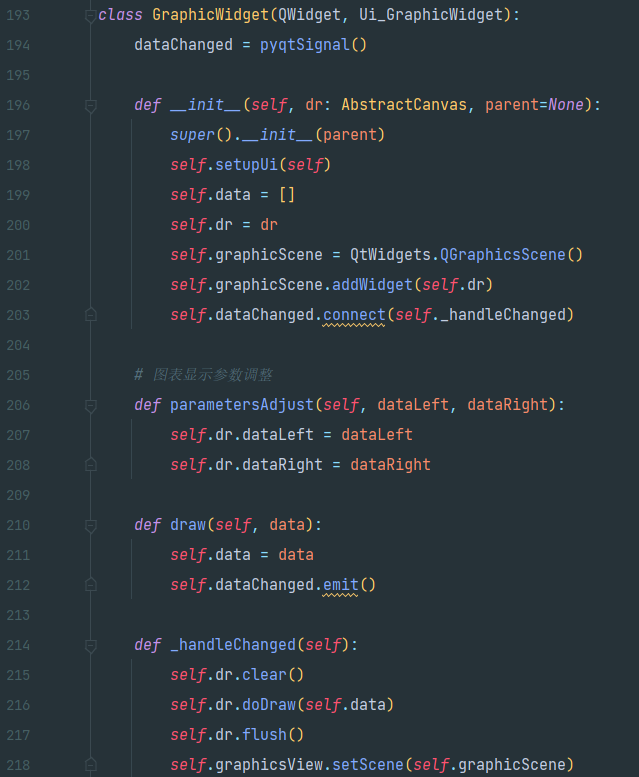 193 class GraphicWidget(QWidget, Ui_GraphicWidget):
194     dataChanged = pyqtSignal()
195
196     def __init__(self, dr: AbstractCanvas, parent=None):
197         super().__init__(parent)
198         self.setupUi(self)
199         self.data = []
200         self.dr = dr
201         self.graphicScene = QtWidgets.QGraphicsScene()
202         self.graphicScene.addWidget(self.dr)
203         self.dataChanged.connect(self._handleChanged)
204
205     # 图表显示参数调整
206     def parametersAdjust(self, dataLeft, dataRight):
207         self.dr.dataLeft = dataLeft
208         self.dr.dataRight = dataRight
209
210     def draw(self, data):
211         self.data = data
212         self.dataChanged.emit()
213
214     def _handleChanged(self):
215         self.dr.clear()
216         self.dr.doDraw(self.data)
217         self.dr.flush()
218         self.graphicsView.setScene(self.graphicScene)